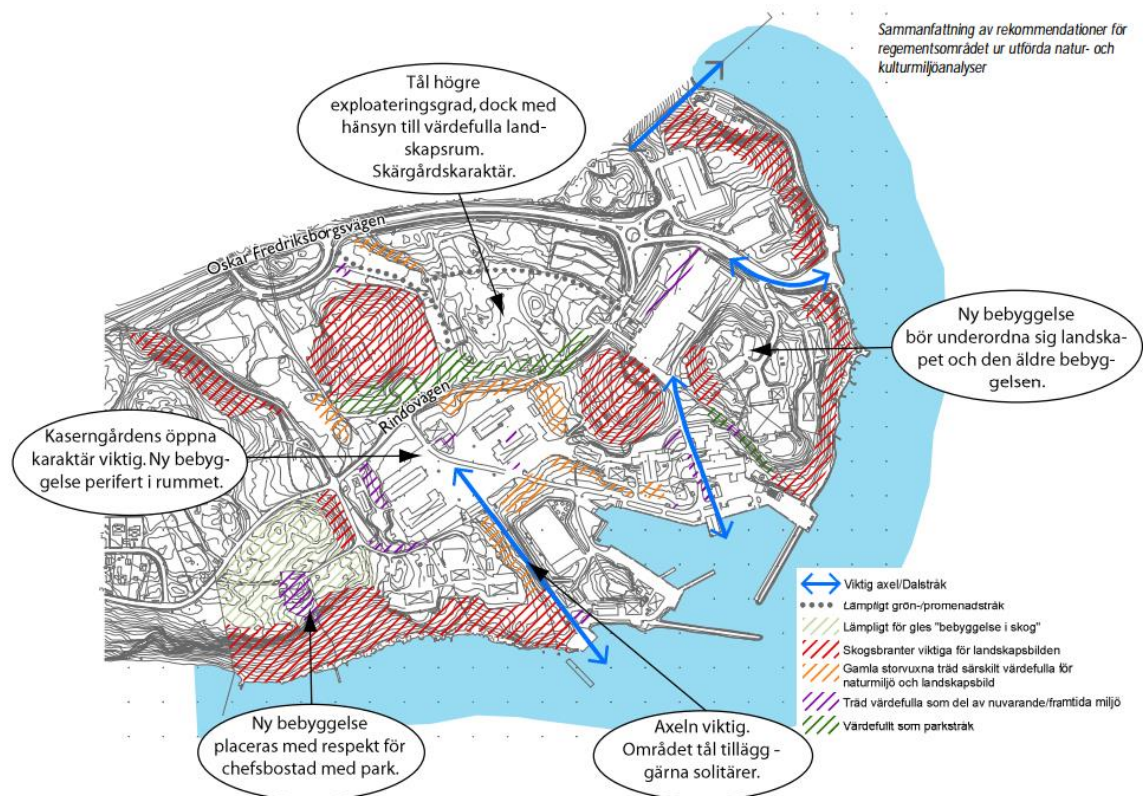 Sammanfattning av rekommendationer för
regementsområdet ur utförda natur- och
kulturmiljöanalyser
Tål högre
exploateringsgrad, dock med
hänsyn till värdefulla land-
skapsrum.
Skärgårdskaraktär.
Oskar Fredriksborgsvägen
Ny bebyggelse
bör underordna sig landska-
pet och den äldre bebyg-
gelsen.
Rindövägen
Kaserngårdens öppna
karaktär viktig. Ny bebyg-
gelse perifert i rummet.
Viktig axel/Dalstråk
Lämpligt grön-/promenadstråk
Lämpligt för gles "bebyggelse i skog"
Skogsbranter viktiga för landskapsbilden
Gamla storvuxna träd särskilt värdefulla för
naturmiljö och landskapsbild
Träd värdefulla som del av nuvarande/framtida miljö
Värdefullt som parkstråk
Ny bebyggelse
placeras med respekt för
chefsbostad med park.
Axeln viktig.
Området tål tillägg -
gärna solitärer.